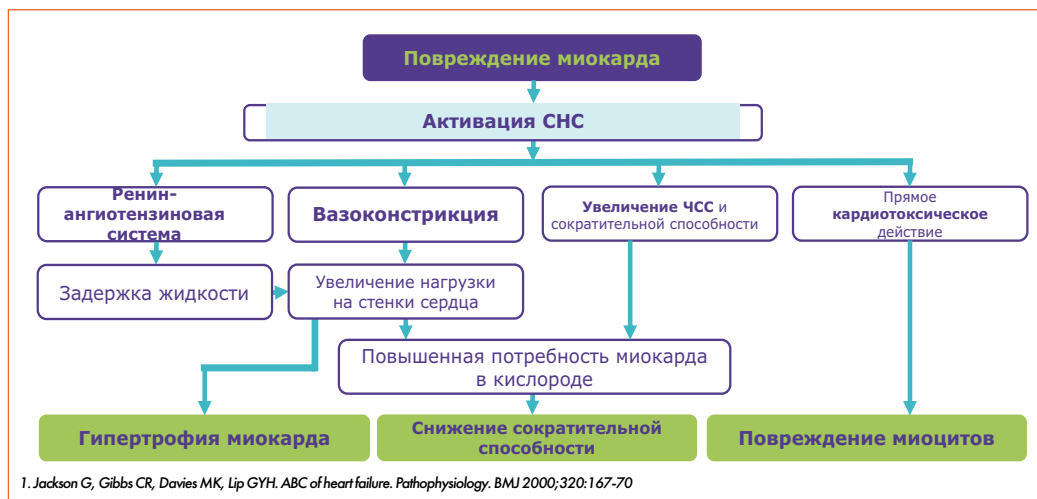 Повреждение миокарда
Активация СНС
Ренин-
ангиотензиновая
система
Вазоконстрикция
Увеличение ЧСС и
сократительной способности
Прямое
кардиотоксическое
действие
Задержка жидкости
Увеличение нагрузки
на стенки сердца
Повышенная потребность миокарда
в кислороде
Гипертрофия миокарда
Снижение сократительной
способности
Повреждение миоцитов
1. Jackson G, Gibbs CR, Davies MK, Lip GYH. ABC of heart failure. Pathophysiology. BMJ 2000;320:167-70